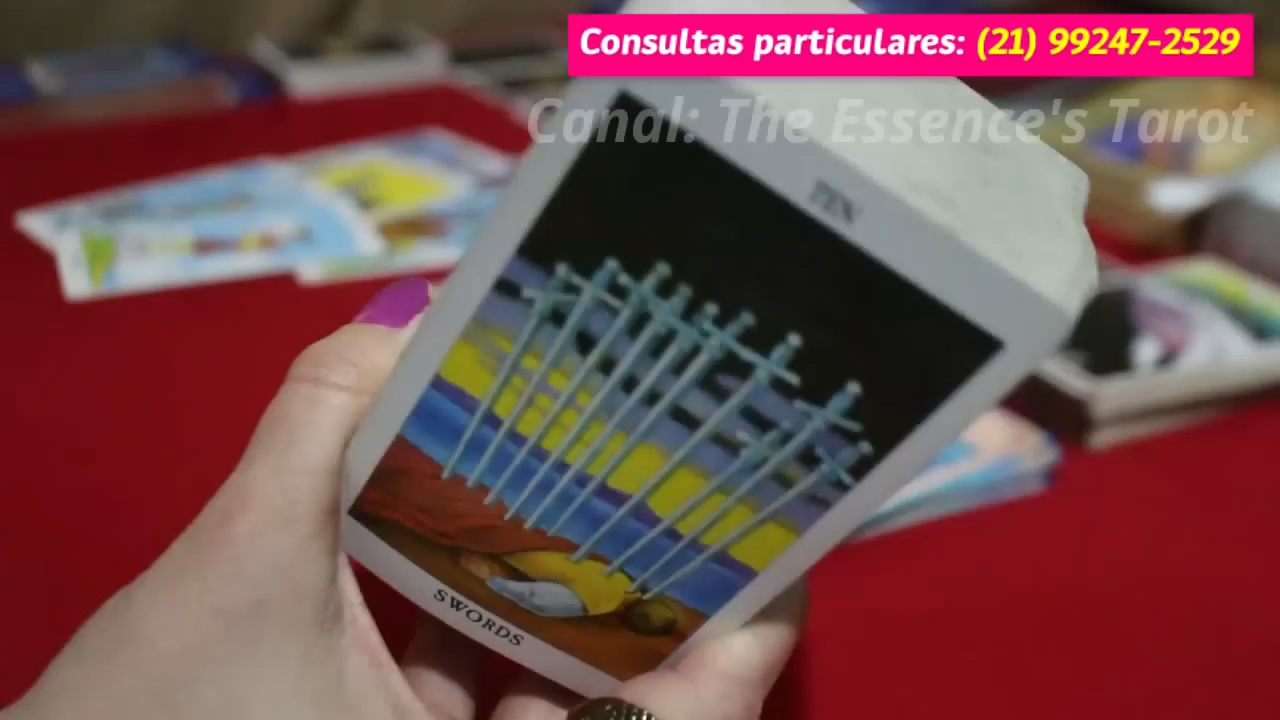 Consultas particulares: (21) 99247-2529
Canal: The Essence's Tarot
TEN
SWORDS